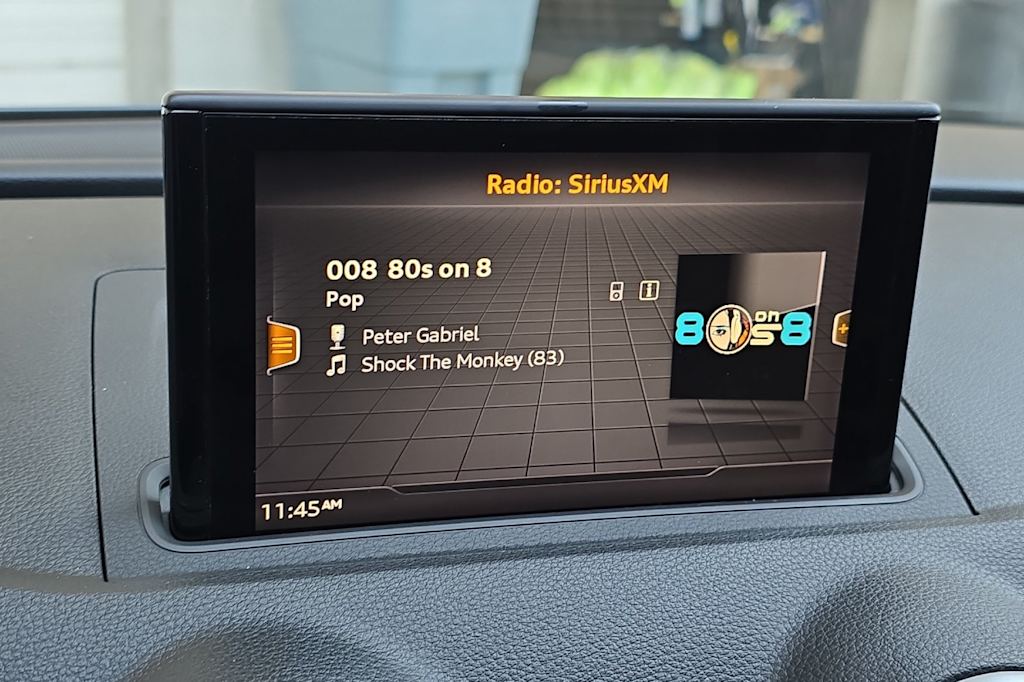 Radio: SiriusXM
008 80s on 8
Pop
Peter Gabriel
Shock The Monkey (83)
80s on 8
11:45AM